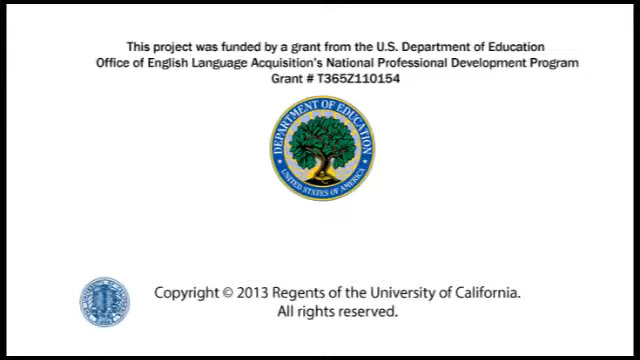 This project was funded by a grant from the U.S. Department of Education
Office of English Language Acquisition's National Professional Development Program
Grant # T365Z110154
DEPARTMENT OF EDUCATION
UNITED STATES OF AMERICA
Copyright © 2013 Regents of the University of California.
All rights reserved.